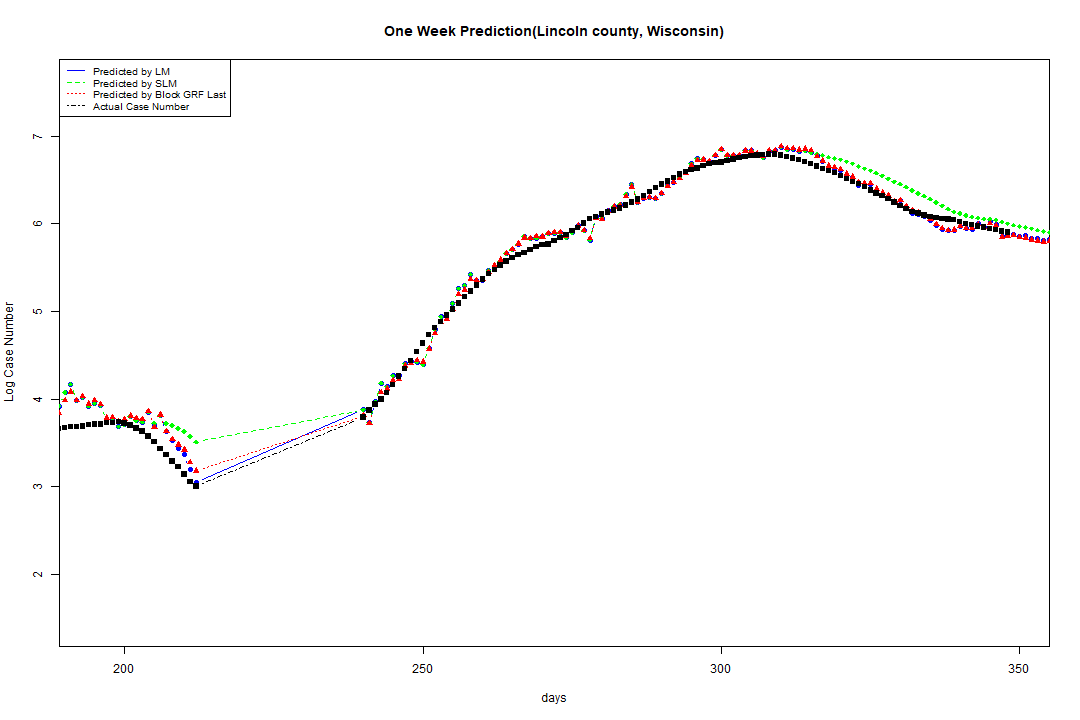 One Week Prediction(Lincoln county, Wisconsin)
Predicted by LM
Predicted by SLM
Predicted by Block GRF Last
Actual Case Number
7
6
5
4
3
2
Log Case Number
200 250 300 350
days